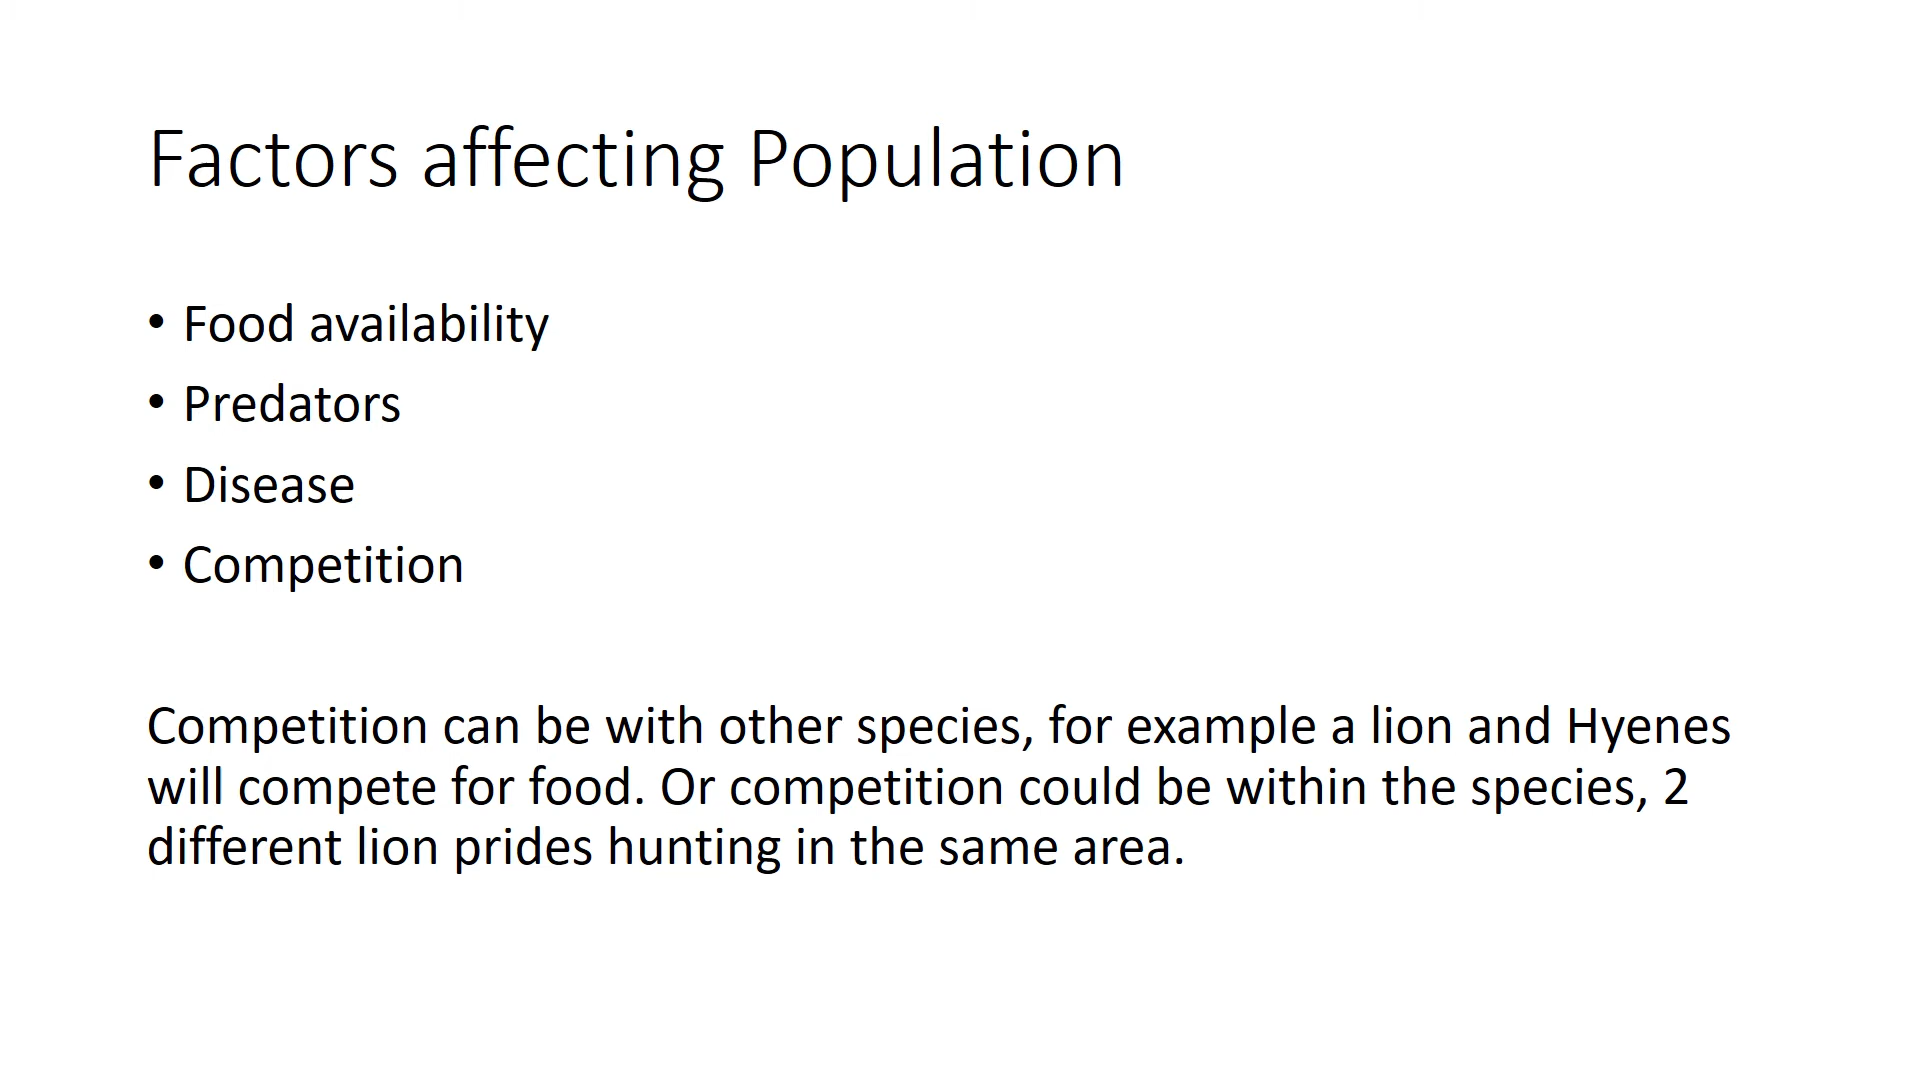 Factors affecting Population
• Food availability
• Predators
• Disease
• Competition
Competition can be with other species, for example a lion and Hyenes
will compete for food. Or competition could be within the species, 2
different lion prides hunting in the same area.